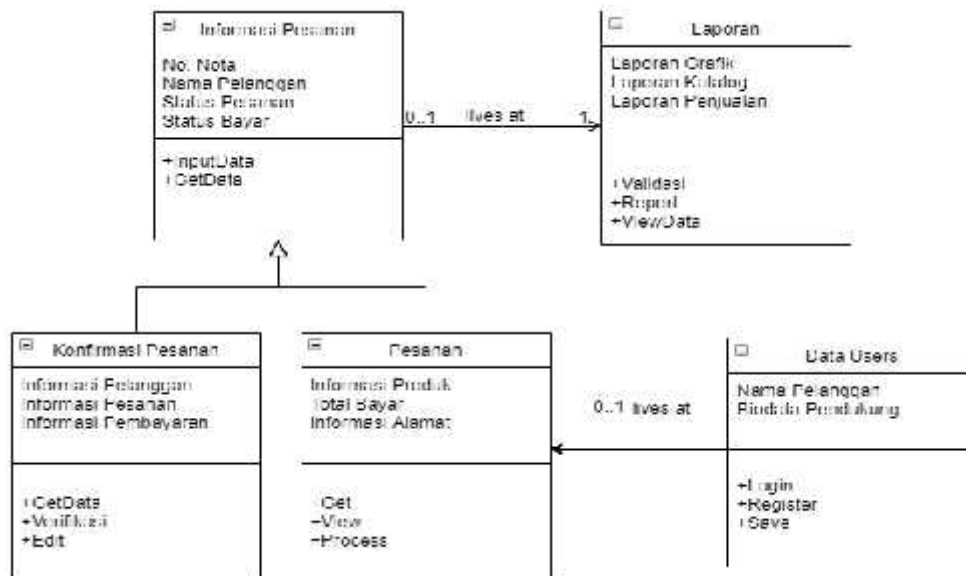 Informasi Pesanan
No. Nota
Nama Pelanggan
Status Pesanan
Status Bayar
+InputData
+GetData
0..1 lives at 1
Laporan
Laporan Grafik
Laporan Katalog
Laporan Penjualan
+Validasi
+Report
+ViewData
Konfirmasi Pesanan
Informasi Pelanggan
Informasi Pesanan
Informasi Pembayaran
+GetData
+Verifikasi
+Edit
Pesanan
Informasi Produk
Total Bayar
Informasi Alamat
+Get
+View
+Process
0..1 lives at
Data Users
Nama Pelanggan
Biodata Pendukung
+Login
+Register
+Save